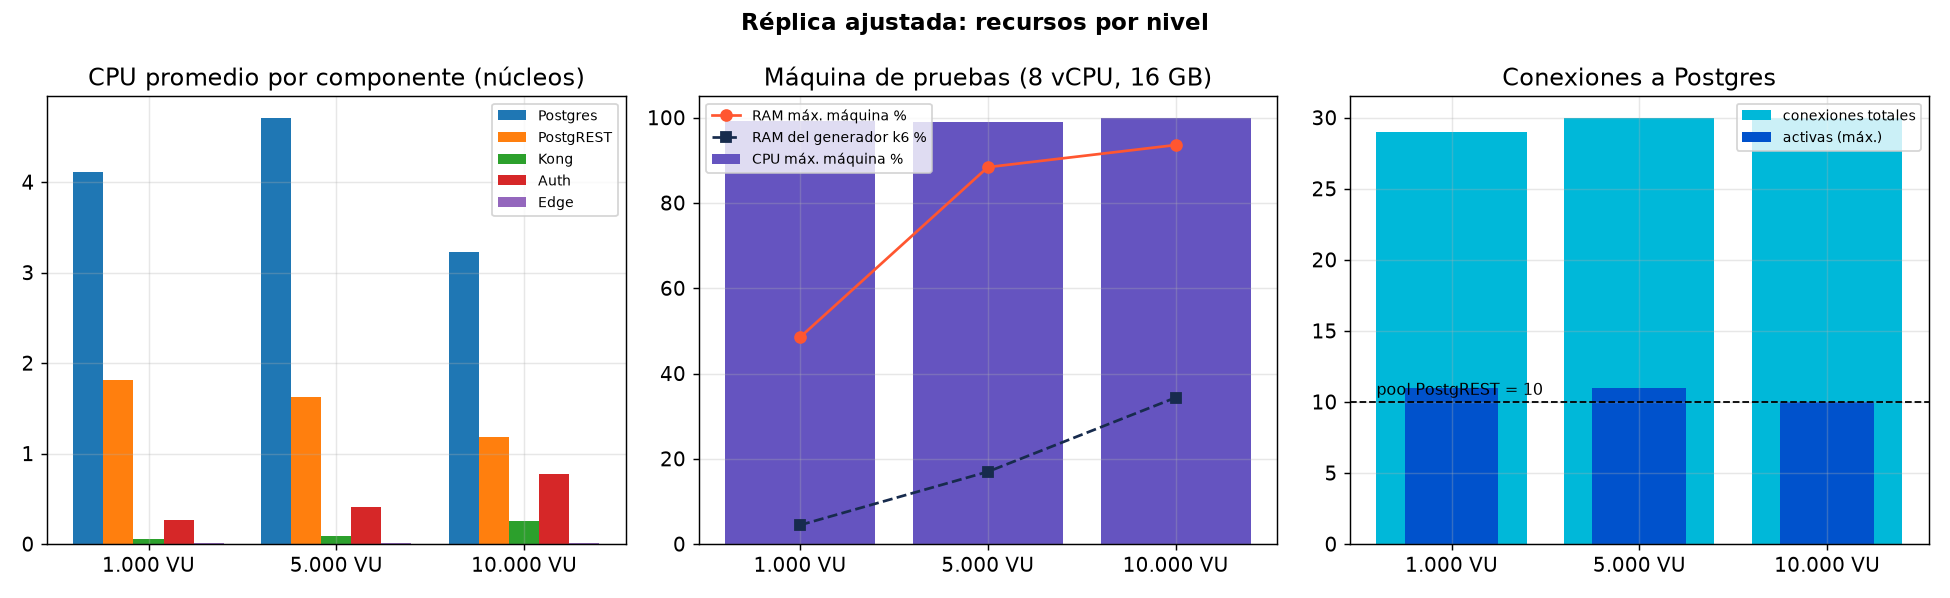 Réplica ajustada: recursos por nivel
CPU promedio por componente (núcleos)
Postgres
PostgREST
Kong
Auth
Edge
4
3
2
1
0
1.000 VU
5.000 VU
10.000 VU
Máquina de pruebas (8 vCPU, 16 GB)
RAM máx. máquina %
RAM del generador k6 %
CPU máx. máquina %
100
80
60
40
20
0
1.000 VU
5.000 VU
10.000 VU
Conexiones a Postgres
conexiones totales
activas (máx.)
30
25
20
15
pool PostgREST = 10
10
5
0
1.000 VU
5.000 VU
10.000 VU